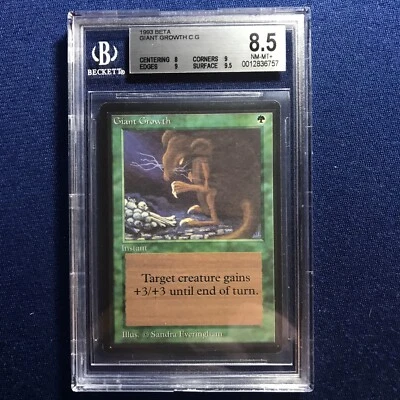 B
BECKETT
1993 BETA
GIANT GROWTH C G
CENTERING 8 CORNERS 9
EDGES 9 SURFACE 9.5
8.5
NM-MT+
0012836757
Giant Growth
Instant
Target creature gains
+3/+3 until end of turn.
Illus. © Sandra Everingham